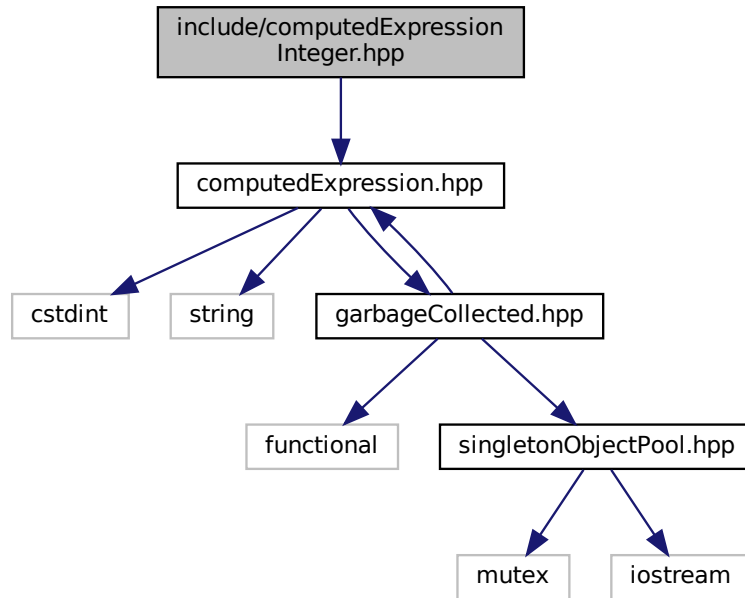 include/computedExpression
Integer.hpp
computedExpression.hpp
cstdint
string
garbageCollected.hpp
functional
singletonObjectPool.hpp
mutex
iostream